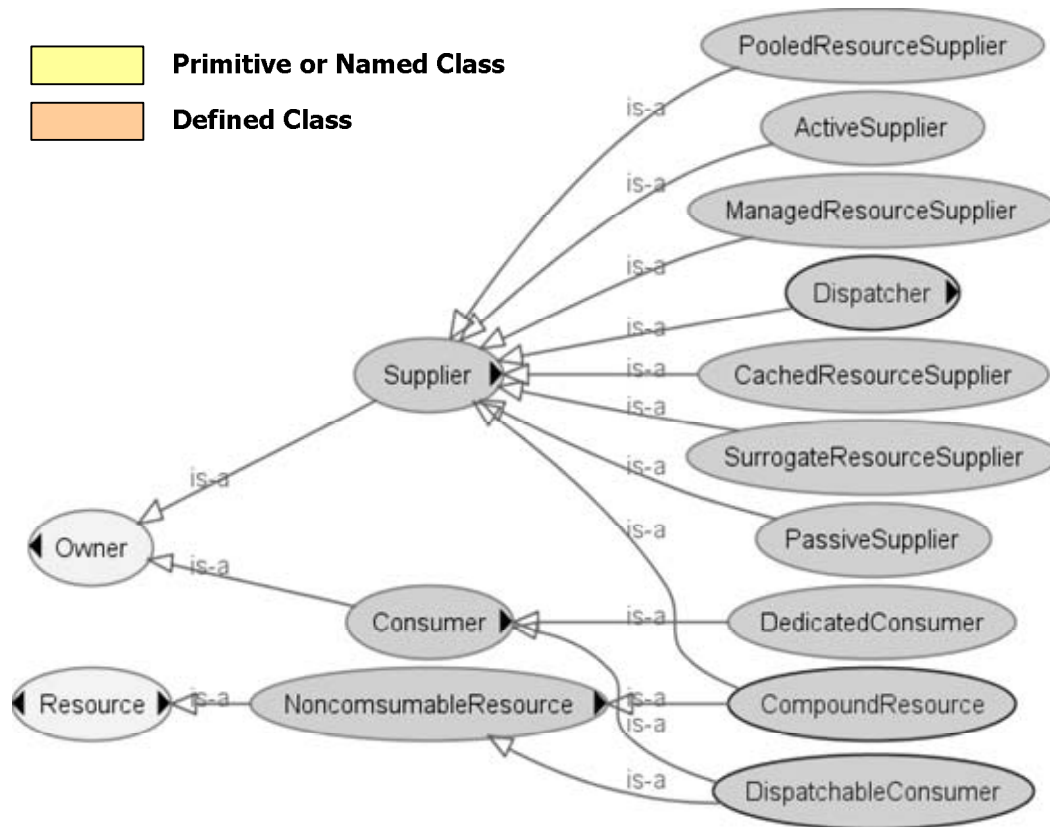 Primitive or Named Class
Defined Class
PooledResourceSupplier
is-a
ActiveSupplier
is-a
ManagedResourceSupplier
is-a
Dispatcher
is-a
Supplier
is-a
CachedResourceSupplier
is-a
SurrogateResourceSupplier
is-a
is-a
PassiveSupplier
is-a
Owner
is-a
Consumer
is-a
DedicatedConsumer
Resource
is-a
NoncomsumableResource
is-a
CompoundResource
is-a
is-a
DispatchableConsumer